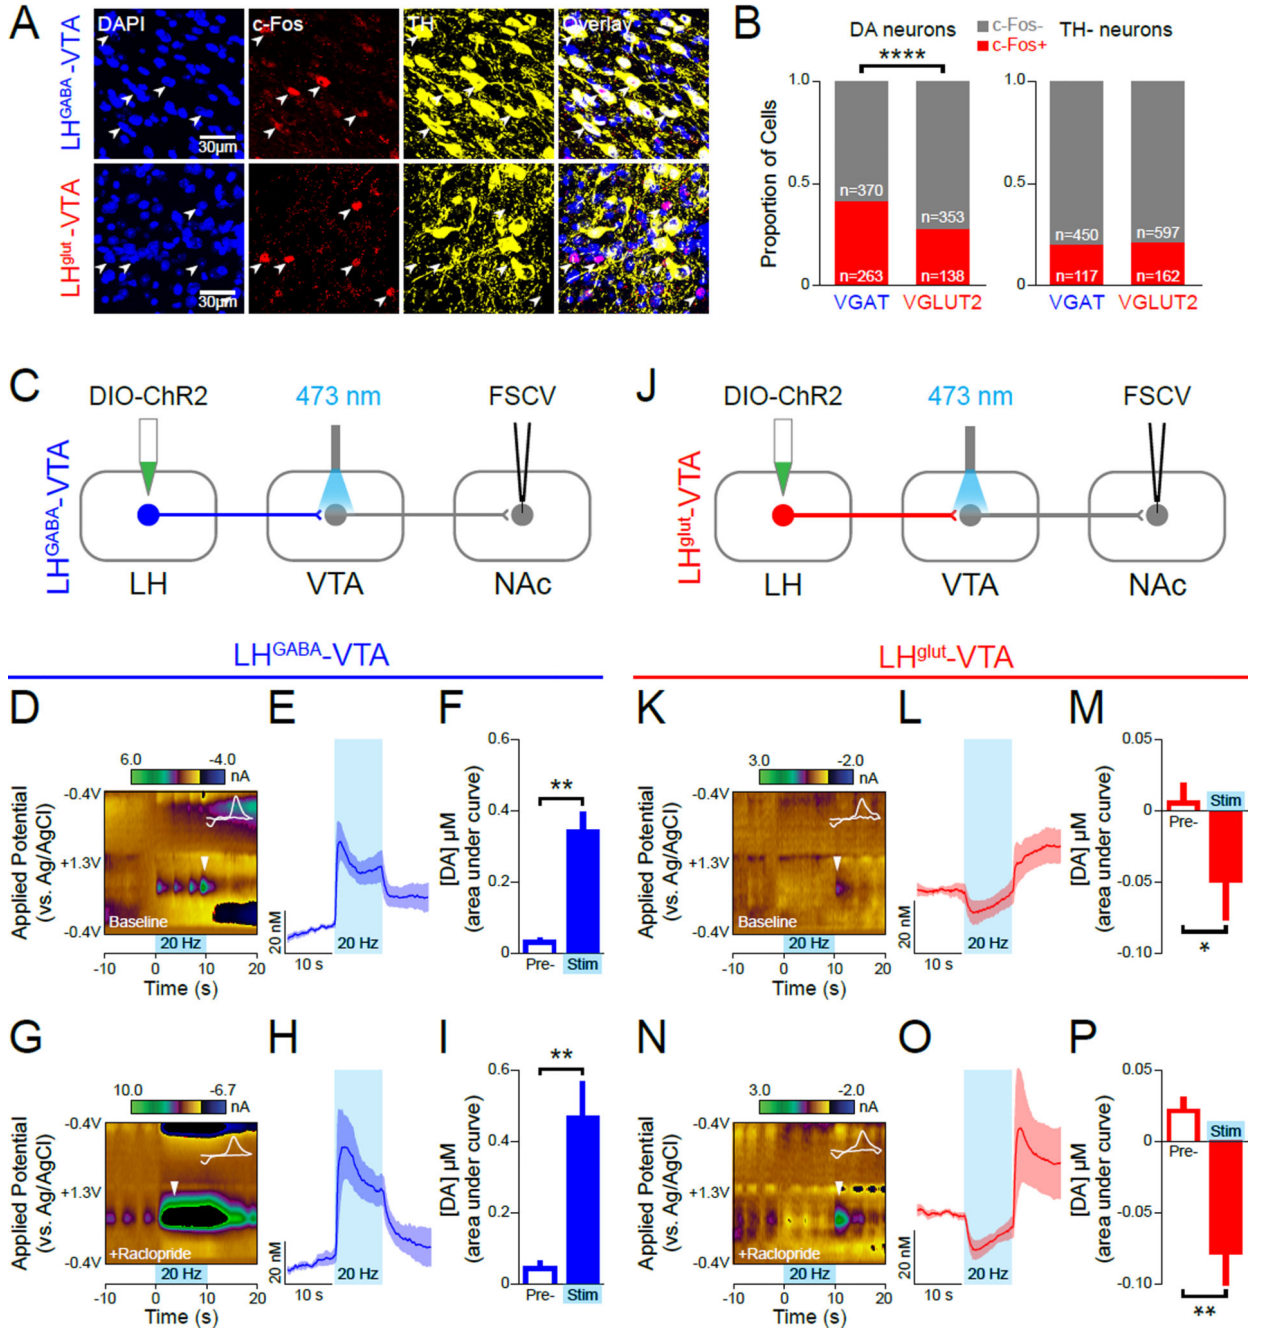 A
DAPI
c-Fos
TH
Overlay
LHGABA-VTA
30µm
LHglut-VTA
30µm
B
DA neurons
c-Fos-
c-Fos+
TH- neurons
****
Proportion of Cells
1.0
0.5
0
n=370
n=263
n=353
n=138
VGAT
VGLUT2
1.0
0.5
0
n=450
n=117
n=597
n=162
VGAT
VGLUT2
C
DIO-ChR2
473 nm
FSCV
LHGABA-VTA
LH
VTA
NAc
J
DIO-ChR2
473 nm
FSCV
LHglut-VTA
LH
VTA
NAc
LHGABA-VTA
LHglut-VTA
D
6.0
-4.0
nA
Applied Potential
(vs. Ag/AgCl)
-0.4V
+1.3V
-0.4V
Baseline
20 Hz
-10
0
10
20
Time (s)
E
20 nM
10 s
20 Hz
F
[DA] µM
(area under curve)
0.6
0.4
0.2
0
**
Pre-
Stim
K
3.0
-2.0
nA
Applied Potential
(vs. Ag/AgCl)
-0.4V
+1.3V
-0.4V
Baseline
20 Hz
-10
0
10
20
Time (s)
L
20 nM
10 s
20 Hz
M
[DA] µM
(area under curve)
0.05
0
-0.05
-0.10
Pre-
Stim
*
G
10.0
-6.7
nA
Applied Potential
(vs. Ag/AgCl)
-0.4V
+1.3V
-0.4V
+Raclopride
20 Hz
-10
0
10
20
Time (s)
H
20 nM
10 s
20 Hz
I
[DA] µM
(area under curve)
0.6
0.4
0.2
0
**
Pre-
Stim
N
3.0
-2.0
nA
Applied Potential
(vs. Ag/AgCl)
-0.4V
+1.3V
-0.4V
+Raclopride
20 Hz
-10
0
10
20
Time (s)
O
20 nM
10 s
20 Hz
P
[DA] µM
(area under curve)
0.05
0
-0.05
-0.10
Pre-
Stim
**